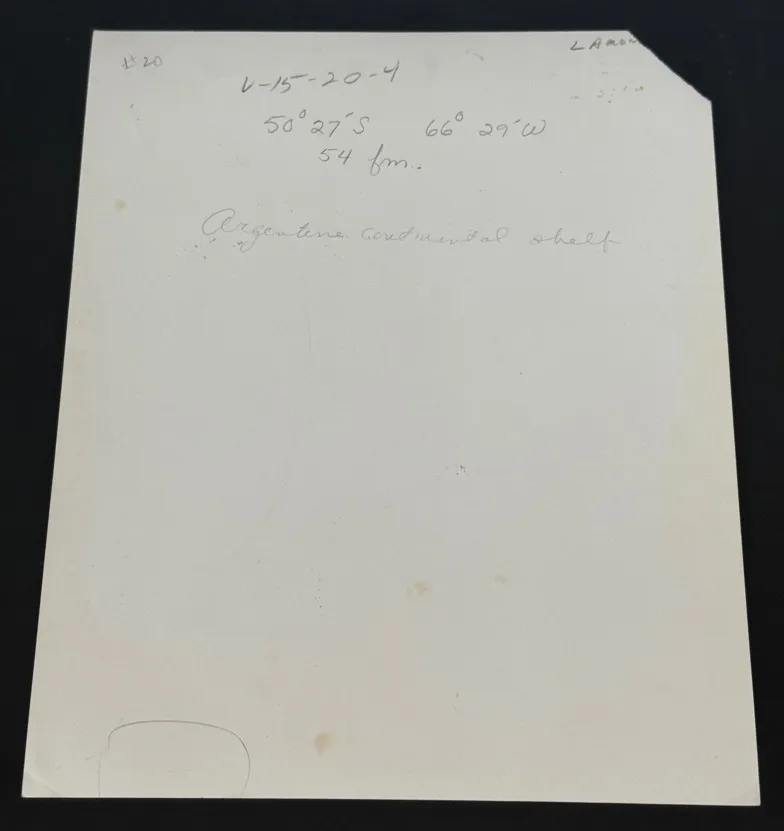 # 20
LAMON
V-15-20-4
50° 27′ S 66° 29′ W
54 fm.
Argentine continental shelf